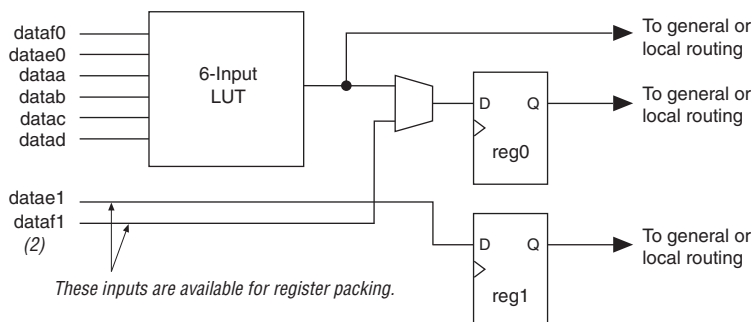 dataf0
datae0
dataa
datab
datac
datad
6-Input
LUT
To general or
local routing
D
Q
reg0
To general or
local routing
datae1
dataf1
(2)
These inputs are available for register packing.
D
Q
reg1
To general or
local routing